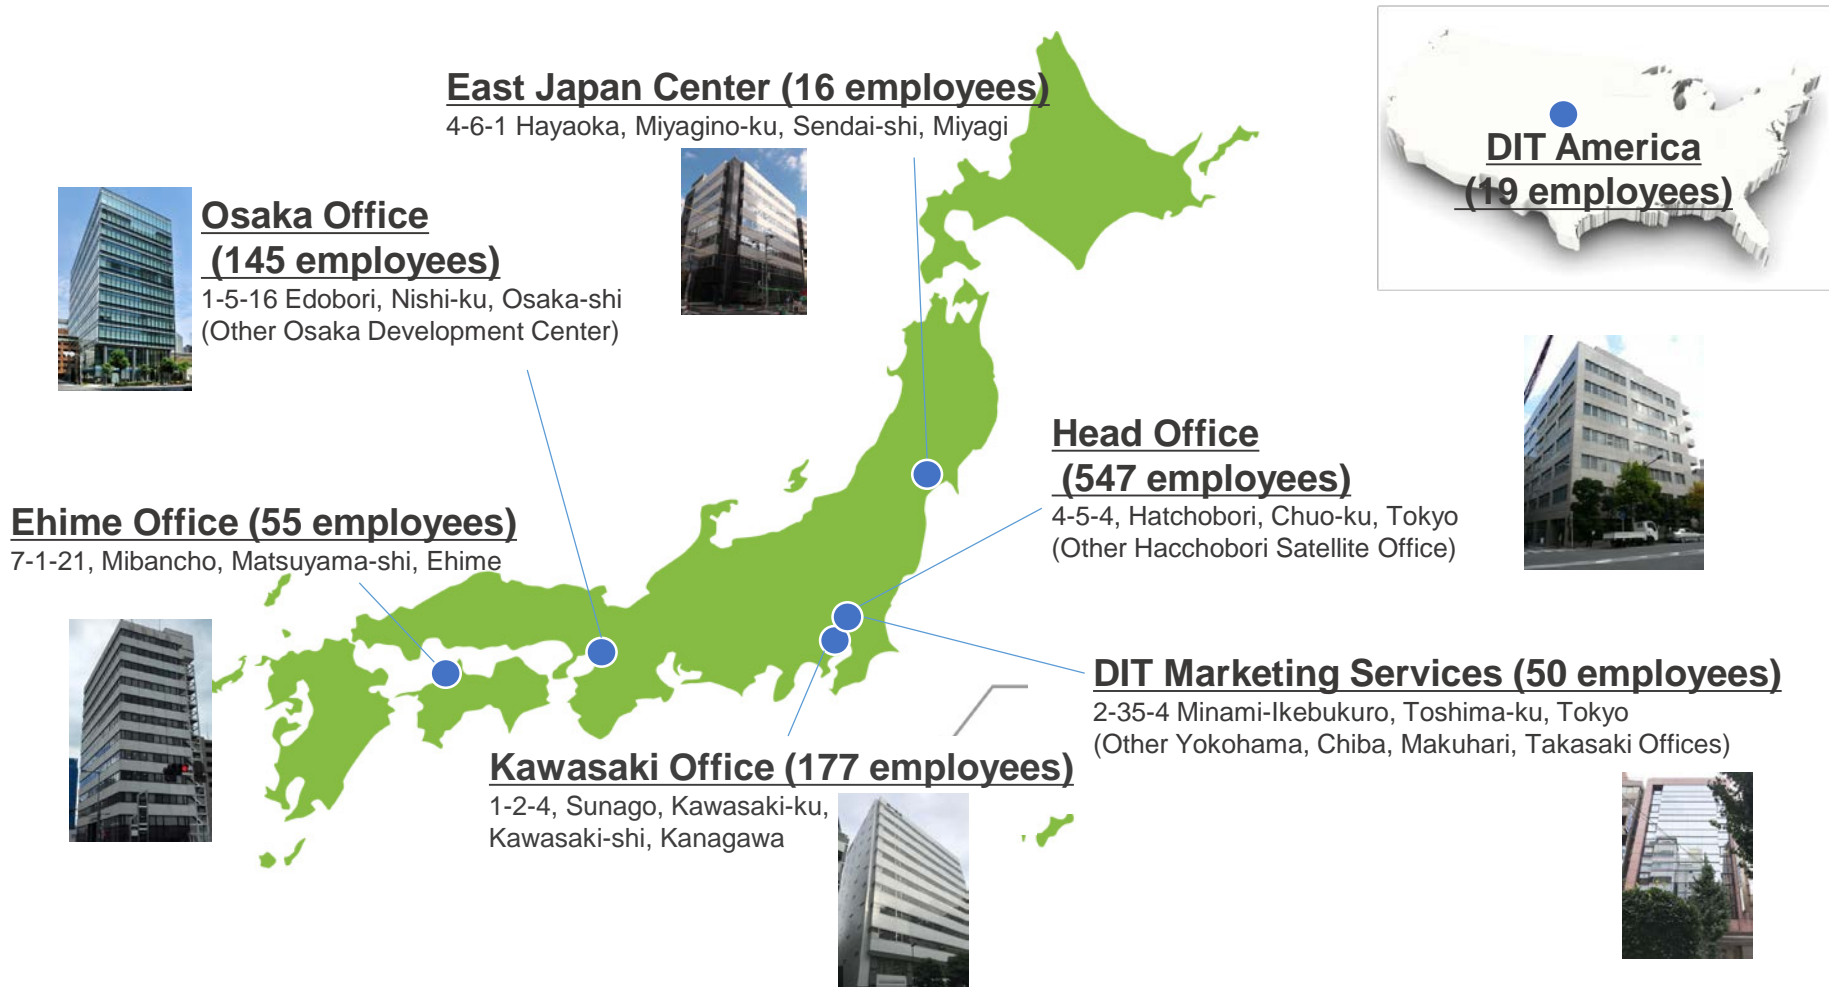 East Japan Center (16 employees)
4-6-1 Hayaoka, Miyagino-ku, Sendai-shi, Miyagi
DIT America
(19 employees)
Osaka Office
(145 employees)
1-5-16 Edobori, Nishi-ku, Osaka-shi
(Other Osaka Development Center)
Head Office
(547 employees)
4-5-4, Hatchobori, Chuo-ku, Tokyo
(Other Hacchobori Satellite Office)
Ehime Office (55 employees)
7-1-21, Mibancho, Matsuyama-shi, Ehime
DIT Marketing Services (50 employees)
2-35-4 Minami-Ikebukuro, Toshima-ku, Tokyo
(Other Yokohama, Chiba, Makuhari, Takasaki Offices)
Kawasaki Office (177 employees)
1-2-4, Sunago, Kawasaki-ku,
Kawasaki-shi, Kanagawa